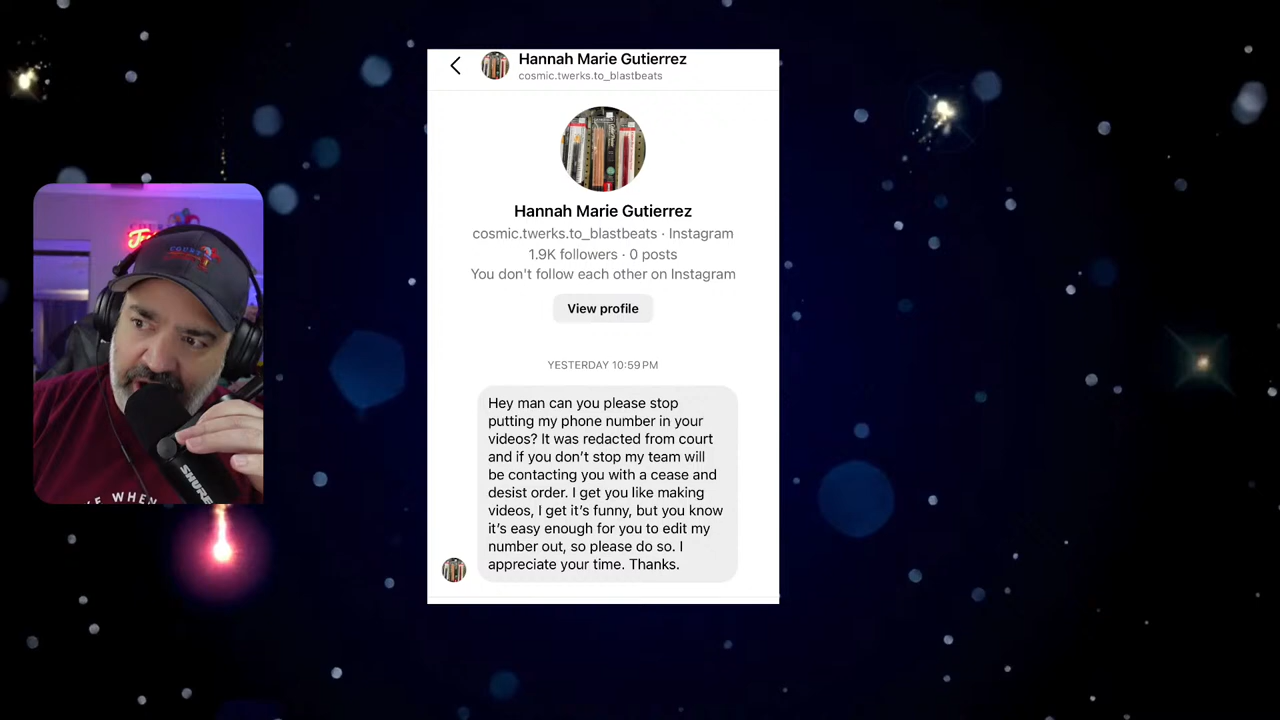 Hannah Marie Gutierrez
cosmic.twerks.to_blastbeats
Hannah Marie Gutierrez
cosmic.twerks.to_blastbeats · Instagram
1.9K followers · 0 posts
You don't follow each other on Instagram
View profile
YESTERDAY 10:59 PM
Hey man can you please stop
putting my phone number in your
videos? It was redacted from court
and if you don't stop my team will
be contacting you with a cease and
desist order. I get you like making
videos, I get it's funny, but you know
it's easy enough for you to edit my
number out, so please do so. I
appreciate your time. Thanks.
SHURE
WHEN